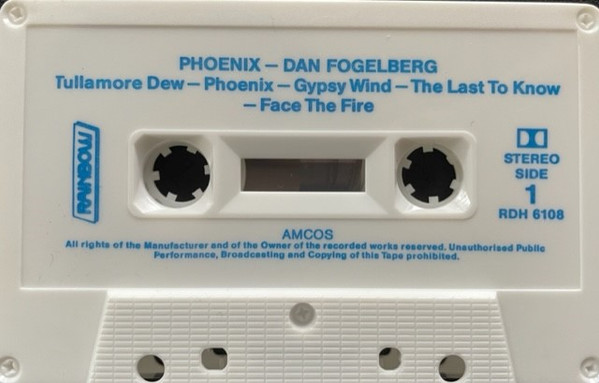 PHOENIX – DAN FOGELBERG
Tullamore Dew – Phoenix – Gypsy Wind – The Last To Know
– Face The Fire
RAINBOW
STEREO
SIDE
1
RDH 6108
AMCOS
All rights of the Manufacturer and of the Owner of the recorded works reserved. Unauthorised Public
Performance, Broadcasting and Copying of this Tape prohibited.